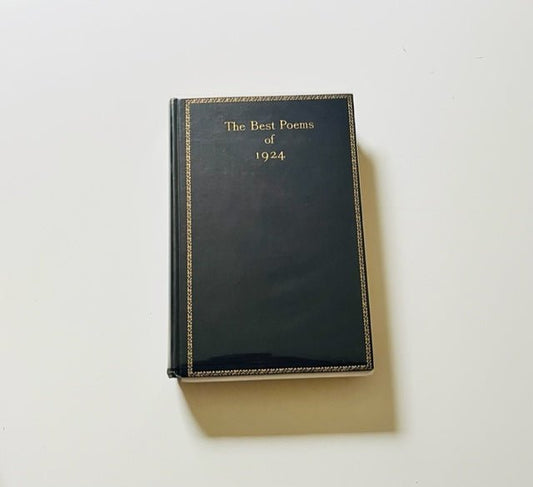 The Best Poems
of
1924